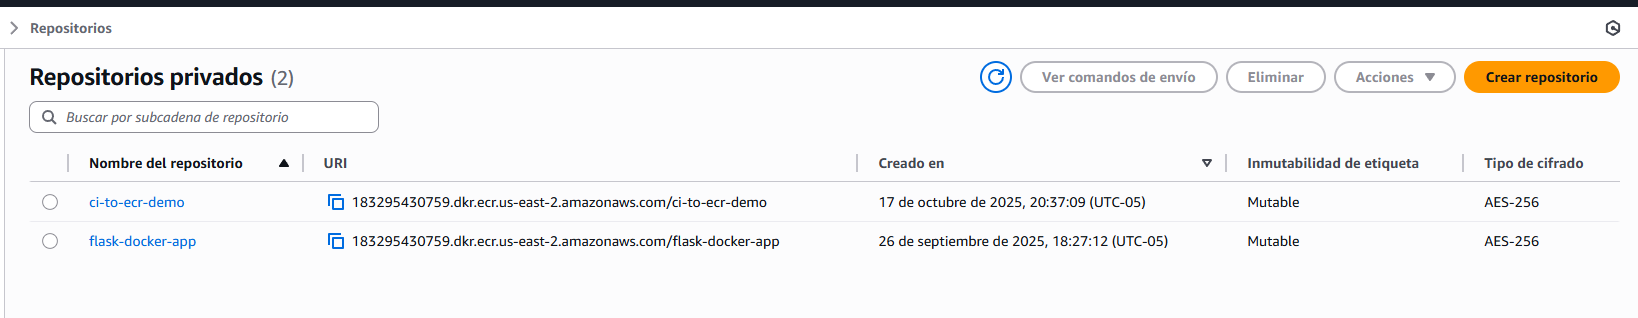 Repositorios
Repositorios privados (2)
Ver comandos de envío
Eliminar
Acciones
Crear repositorio
Buscar por subcadena de repositorio
Nombre del repositorio URI Creado en Inmutabilidad de etiqueta Tipo de cifrado
ci-to-ecr-demo 183295430759.dkr.ecr.us-east-2.amazonaws.com/ci-to-ecr-demo 17 de octubre de 2025, 20:37:09 (UTC-05) Mutable AES-256
flask-docker-app 183295430759.dkr.ecr.us-east-2.amazonaws.com/flask-docker-app 26 de septiembre de 2025, 18:27:12 (UTC-05) Mutable AES-256